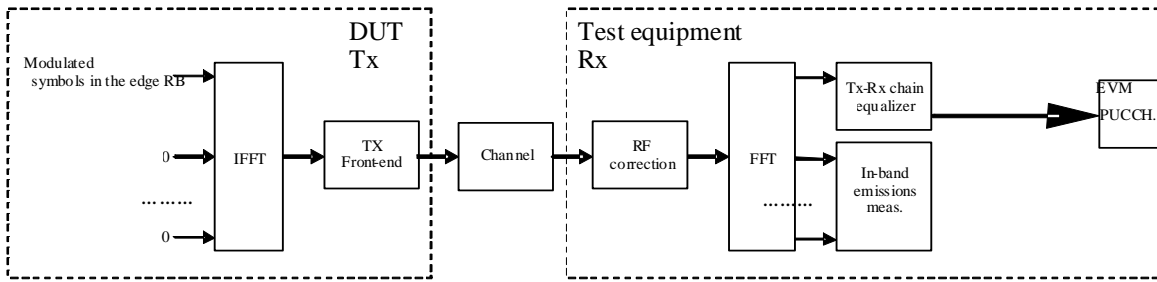 DUT
Tx
Modulated
symbols in the edge RB
0
.........
0
IFFT
TX
Front-end
Channel
Test equipment
Rx
RF
correction
FFT
.........
Tx-Rx chain
equalizer
In-band
emissions
meas.
EVM
PUCCH.